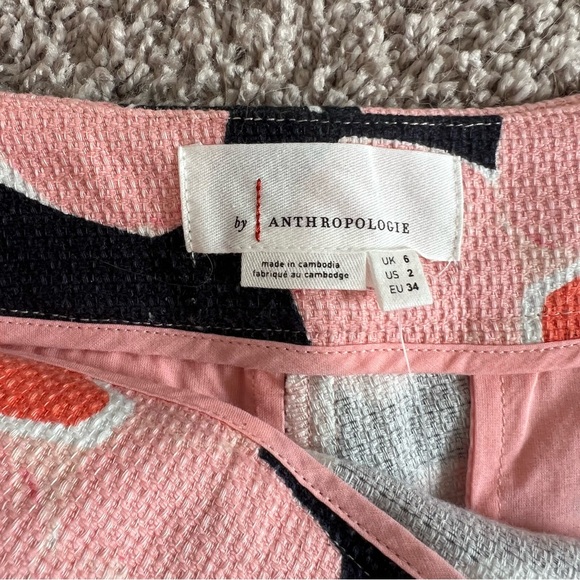 by ANTHROPOLOGIE
made in cambodia
fabriqué au cambodge
UK 6
US 2
EU 34